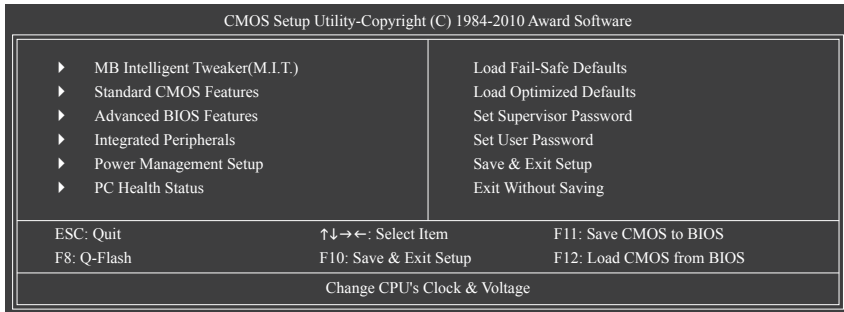 CMOS Setup Utility-Copyright (C) 1984-2010 Award Software
MB Intelligent Tweaker(M.I.T.)
Standard CMOS Features
Advanced BIOS Features
Integrated Peripherals
Power Management Setup
PC Health Status
Load Fail-Safe Defaults
Load Optimized Defaults
Set Supervisor Password
Set User Password
Save & Exit Setup
Exit Without Saving
ESC: Quit
↑↓→←: Select Item
F11: Save CMOS to BIOS
F8: Q-Flash
F10: Save & Exit Setup
F12: Load CMOS from BIOS
Change CPU's Clock & Voltage